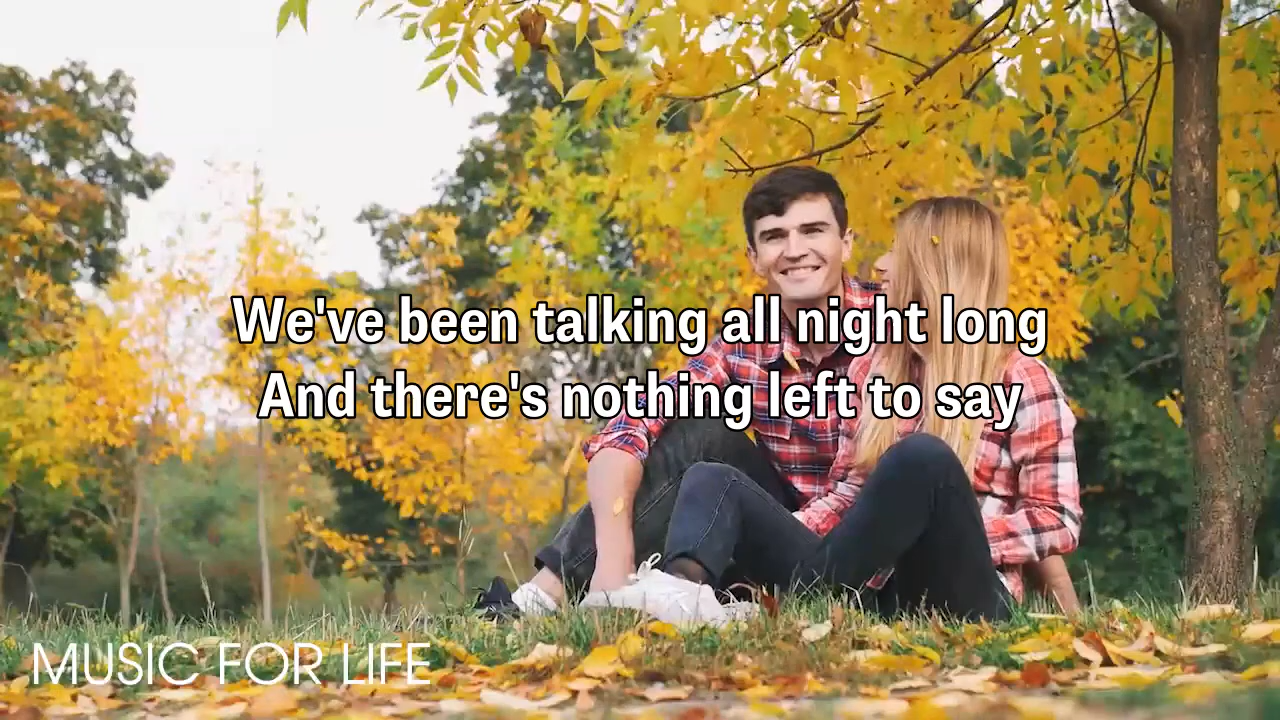 We've been talking all night long
And there's nothing left to say
MUSIC FOR LIFE